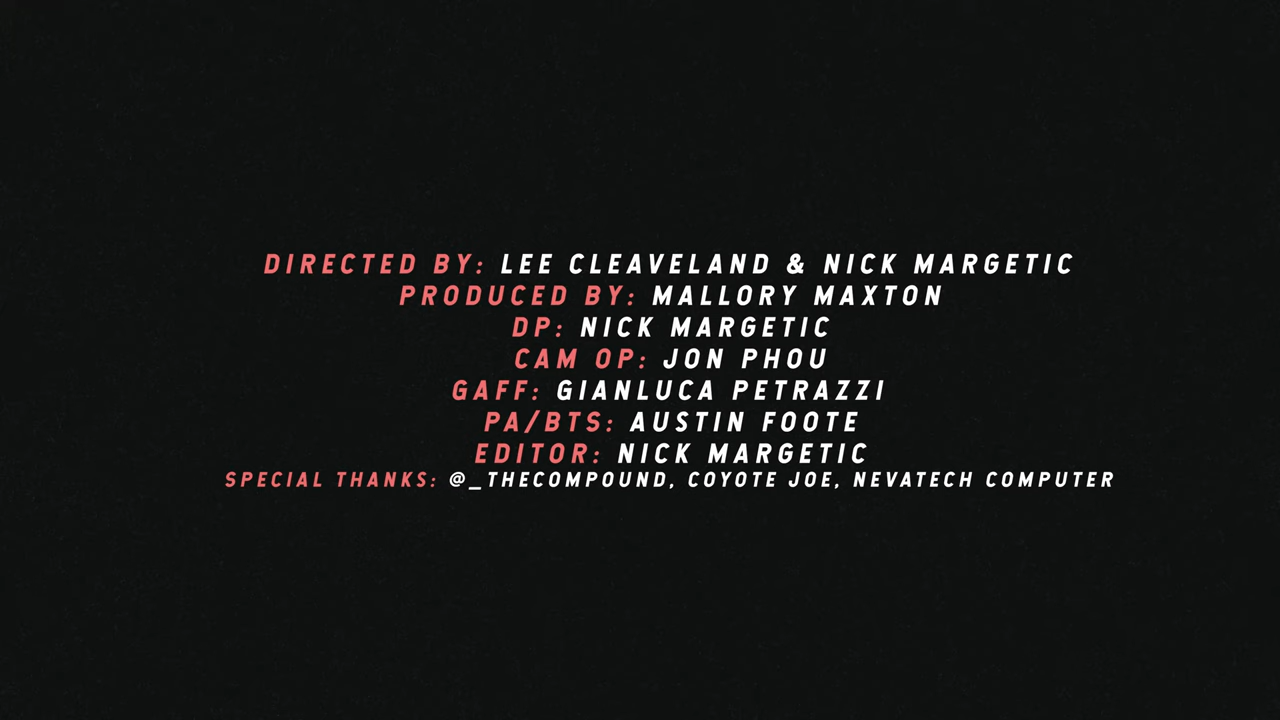 DIRECTED BY: LEE CLEAVELAND & NICK MARGETIC
PRODUCED BY: MALLORY MAXTON
DP: NICK MARGETIC
CAM OP: JON PHOU
GAFF: GIANLUCA PETRAZZI
PA/BTS: AUSTIN FOOTE
EDITOR: NICK MARGETIC
SPECIAL THANKS: @_THECOMPOUND, COYOTE JOE, NEVATECH COMPUTER